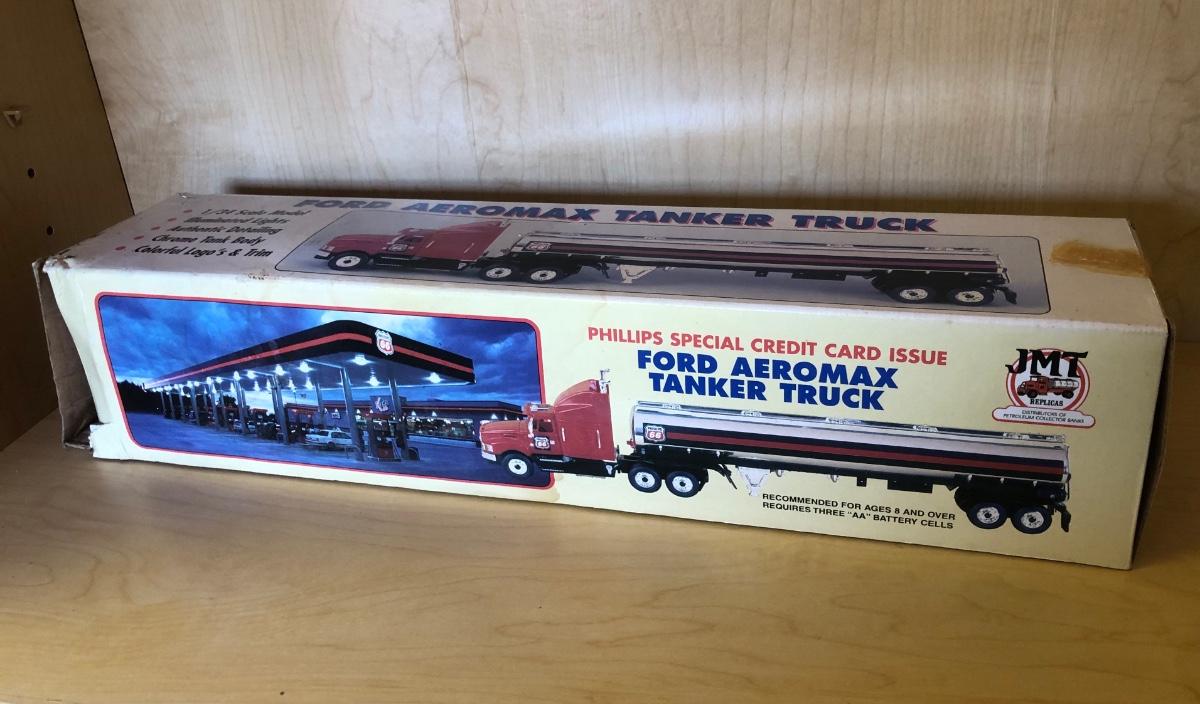 • 1/24 Scale Model
• Illuminated Lights
• Authentic Detailing
• Chrome Tank Body
• Colorful Logo's & Trim
FORD AEROMAX TANKER TRUCK
66
PHILLIPS SPECIAL CREDIT CARD ISSUE
FORD AEROMAX
TANKER TRUCK
66
JMT
REPLICAS
DISTRIBUTORS OF
PETROLEUM COLLECTOR BANKS
RECOMMENDED FOR AGES 8 AND OVER
REQUIRES THREE "AA" BATTERY CELLS